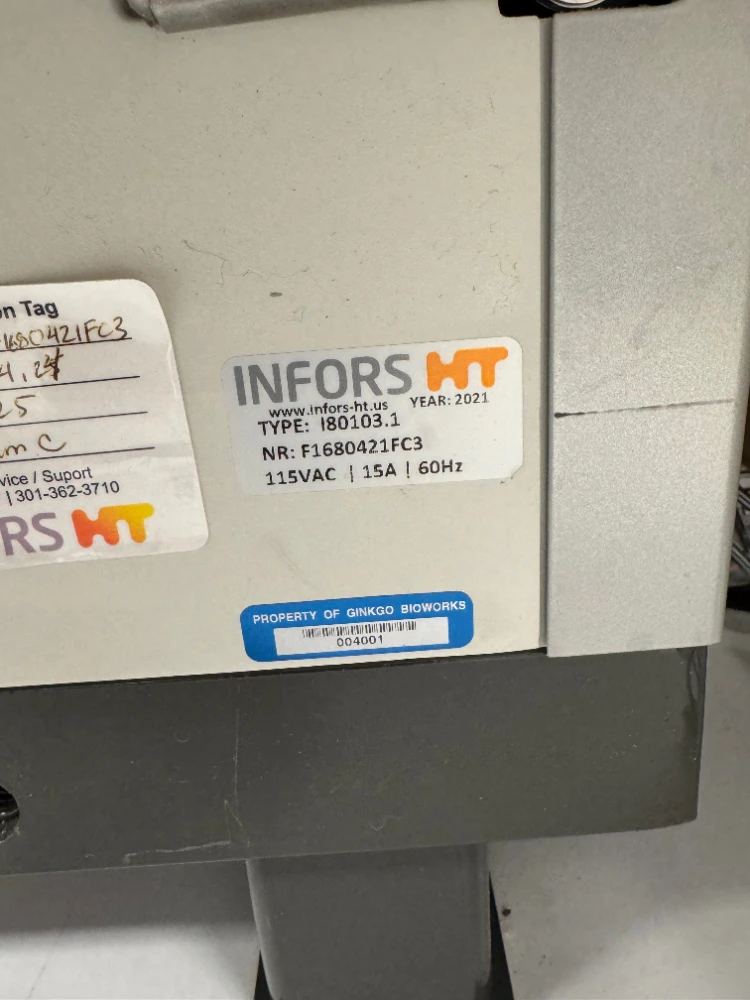 on Tag
1680421FC3
25
m C
vice / Suport
| 301-362-3710
RS HT
INFORS HT
www.infors-ht.us YEAR: 2021
TYPE: I80103.1
NR: F1680421FC3
115VAC | 15A | 60Hz
PROPERTY OF GINKGO BIOWORKS
004001